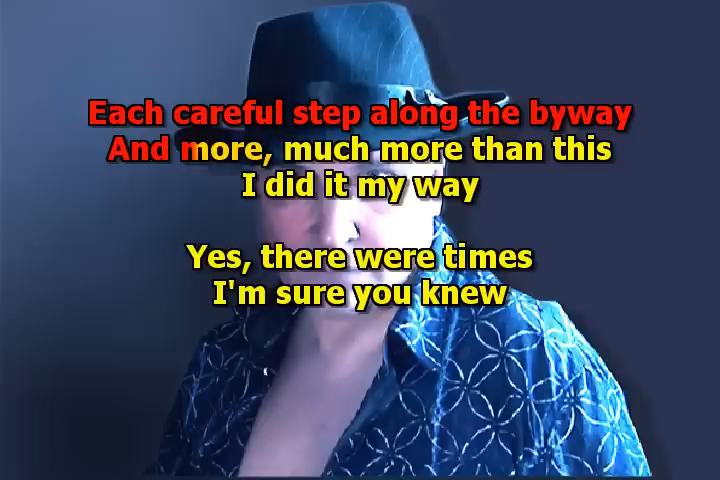 Each careful step along the byway
And more, much more than this
I did it my way
Yes, there were times
I'm sure you knew